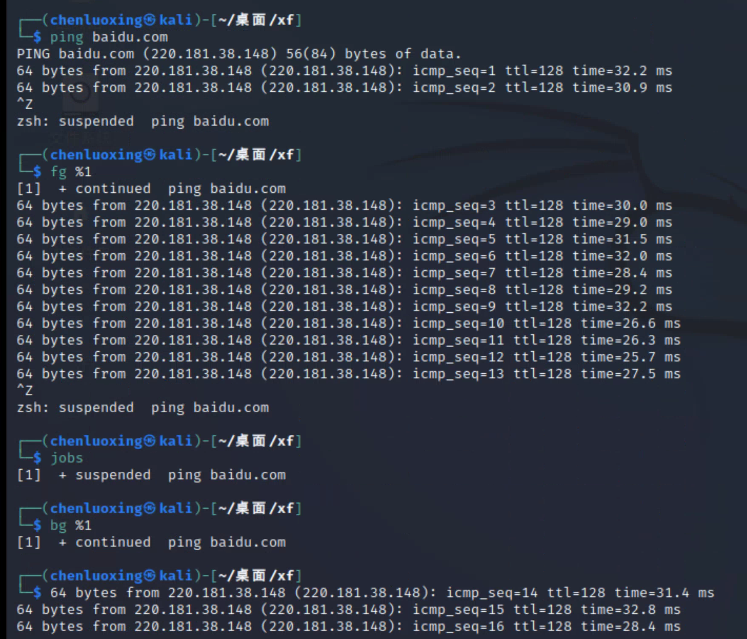 ┌──(chenluoxing㉿kali)-[~/桌面/xf]
└─$ ping baidu.com
PING baidu.com (220.181.38.148) 56(84) bytes of data.
64 bytes from 220.181.38.148 (220.181.38.148): icmp_seq=1 ttl=128 time=32.2 ms
64 bytes from 220.181.38.148 (220.181.38.148): icmp_seq=2 ttl=128 time=30.9 ms
^Z
zsh: suspended  ping baidu.com
┌──(chenluoxing㉿kali)-[~/桌面/xf]
└─$ fg %1
[1]  + continued  ping baidu.com
64 bytes from 220.181.38.148 (220.181.38.148): icmp_seq=3 ttl=128 time=30.0 ms
64 bytes from 220.181.38.148 (220.181.38.148): icmp_seq=4 ttl=128 time=29.0 ms
64 bytes from 220.181.38.148 (220.181.38.148): icmp_seq=5 ttl=128 time=31.5 ms
64 bytes from 220.181.38.148 (220.181.38.148): icmp_seq=6 ttl=128 time=32.0 ms
64 bytes from 220.181.38.148 (220.181.38.148): icmp_seq=7 ttl=128 time=28.4 ms
64 bytes from 220.181.38.148 (220.181.38.148): icmp_seq=8 ttl=128 time=29.2 ms
64 bytes from 220.181.38.148 (220.181.38.148): icmp_seq=9 ttl=128 time=32.2 ms
64 bytes from 220.181.38.148 (220.181.38.148): icmp_seq=10 ttl=128 time=26.6 ms
64 bytes from 220.181.38.148 (220.181.38.148): icmp_seq=11 ttl=128 time=26.3 ms
64 bytes from 220.181.38.148 (220.181.38.148): icmp_seq=12 ttl=128 time=25.7 ms
64 bytes from 220.181.38.148 (220.181.38.148): icmp_seq=13 ttl=128 time=27.5 ms
^Z
zsh: suspended  ping baidu.com
┌──(chenluoxing㉿kali)-[~/桌面/xf]
└─$ jobs
[1]  + suspended  ping baidu.com
┌──(chenluoxing㉿kali)-[~/桌面/xf]
└─$ bg %1
[1]  + continued  ping baidu.com
┌──(chenluoxing㉿kali)-[~/桌面/xf]
└─$ 64 bytes from 220.181.38.148 (220.181.38.148): icmp_seq=14 ttl=128 time=31.4 ms
64 bytes from 220.181.38.148 (220.181.38.148): icmp_seq=15 ttl=128 time=32.8 ms
64 bytes from 220.181.38.148 (220.181.38.148): icmp_seq=16 ttl=128 time=28.4 ms